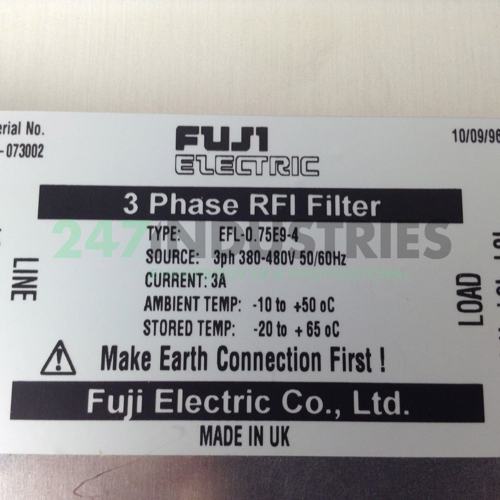 erial No.
-073002
FUJI
ELECTRIC
10/09/96
3 Phase RFI Filter
247 INDUSTRIES
TYPE: EFL-0.75E9-4
SOURCE: 3ph 380-480V 50/60Hz
CURRENT: 3A
AMBIENT TEMP: -10 to +50 oC
STORED TEMP: -20 to +65 oC
LINE
LOAD
Make Earth Connection First !
Fuji Electric Co., Ltd.
MADE IN UK